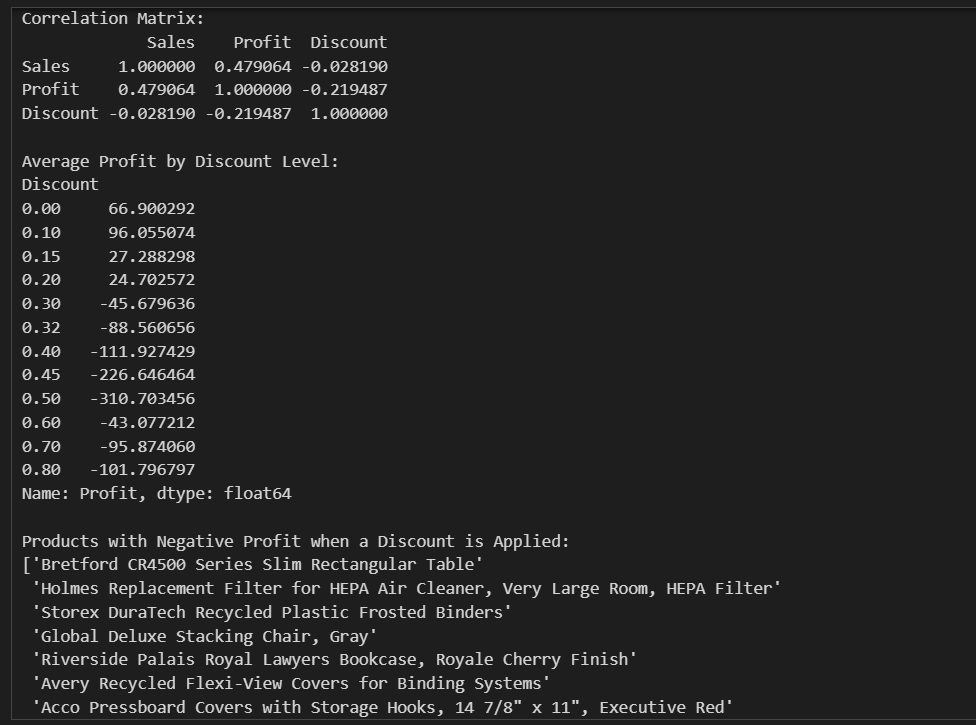 Correlation Matrix:
Sales Profit Discount
Sales 1.000000 0.479064 -0.028190
Profit 0.479064 1.000000 -0.219487
Discount -0.028190 -0.219487 1.000000
Average Profit by Discount Level:
Discount
0.00 66.900292
0.10 96.055074
0.15 27.288298
0.20 24.702572
0.30 -45.679636
0.32 -88.560656
0.40 -111.927429
0.45 -226.646464
0.50 -310.703456
0.60 -43.077212
0.70 -95.874060
0.80 -101.796797
Name: Profit, dtype: float64
Products with Negative Profit when a Discount is Applied:
['Bretford CR4500 Series Slim Rectangular Table'
'Holmes Replacement Filter for HEPA Air Cleaner, Very Large Room, HEPA Filter'
'Storex DuraTech Recycled Plastic Frosted Binders'
'Global Deluxe Stacking Chair, Gray'
'Riverside Palais Royal Lawyers Bookcase, Royale Cherry Finish'
'Avery Recycled Flexi-View Covers for Binding Systems'
'Acco Pressboard Covers with Storage Hooks, 14 7/8" x 11", Executive Red'